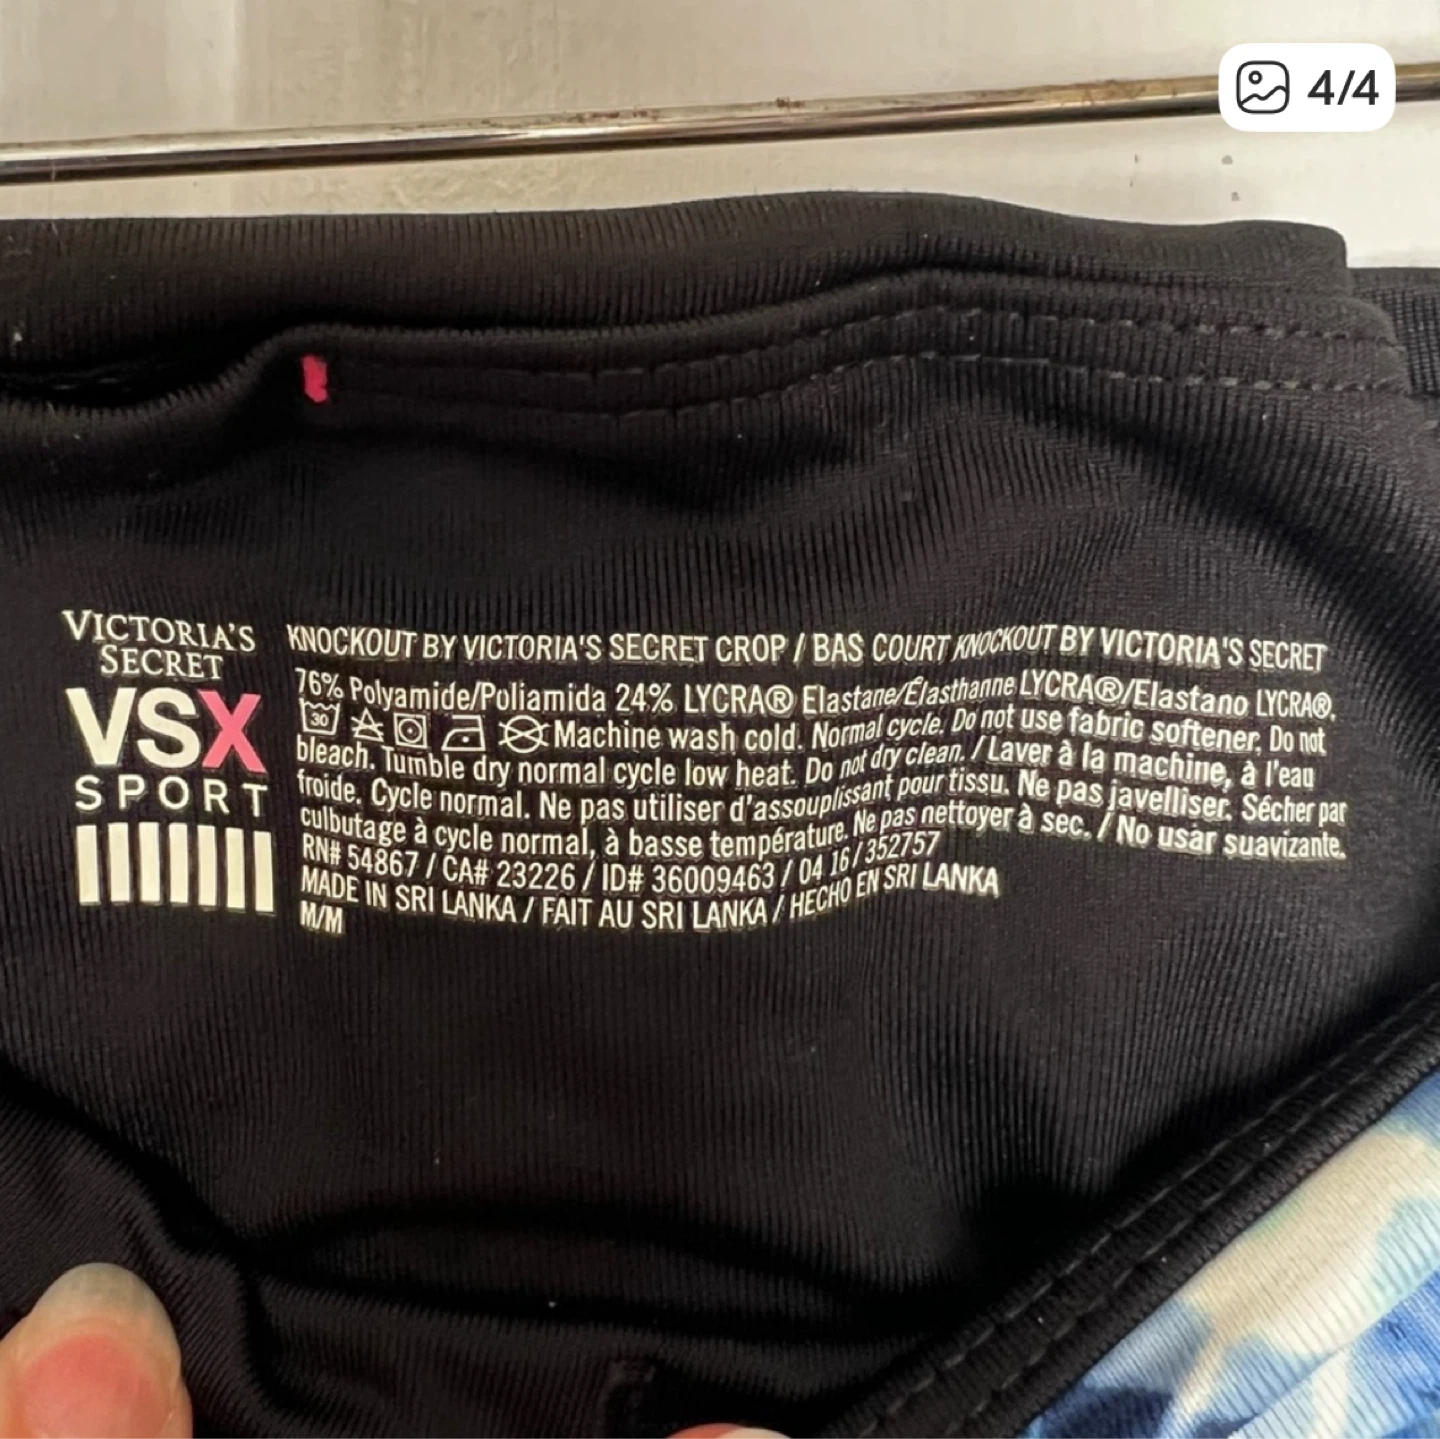 4/4
VICTORIA'S
SECRET
VSX
SPORT
KNOCKOUT BY VICTORIA'S SECRET CROP / BAS COURT KNOCKOUT BY VICTORIA'S SECRET
76% Polyamide/Poliamida 24% LYCRA® Elastane/Élasthanne LYCRA®/Elastano LYCRA®.
30 Machine wash cold. Normal cycle. Do not use fabric softener. Do not
bleach. Tumble dry normal cycle low heat. Do not dry clean. / Laver à la machine, à l'eau
froide. Cycle normal. Ne pas utiliser d'assouplissant pour tissu. Ne pas javelliser. Sécher par
culbutage à cycle normal, à basse température. Ne pas nettoyer à sec. / No usar suavizante.
RN# 54867 / CA# 23226 / ID# 36009463 / 04 16 / 352757
MADE IN SRI LANKA / FAIT AU SRI LANKA / HECHO EN SRI LANKA
M/M